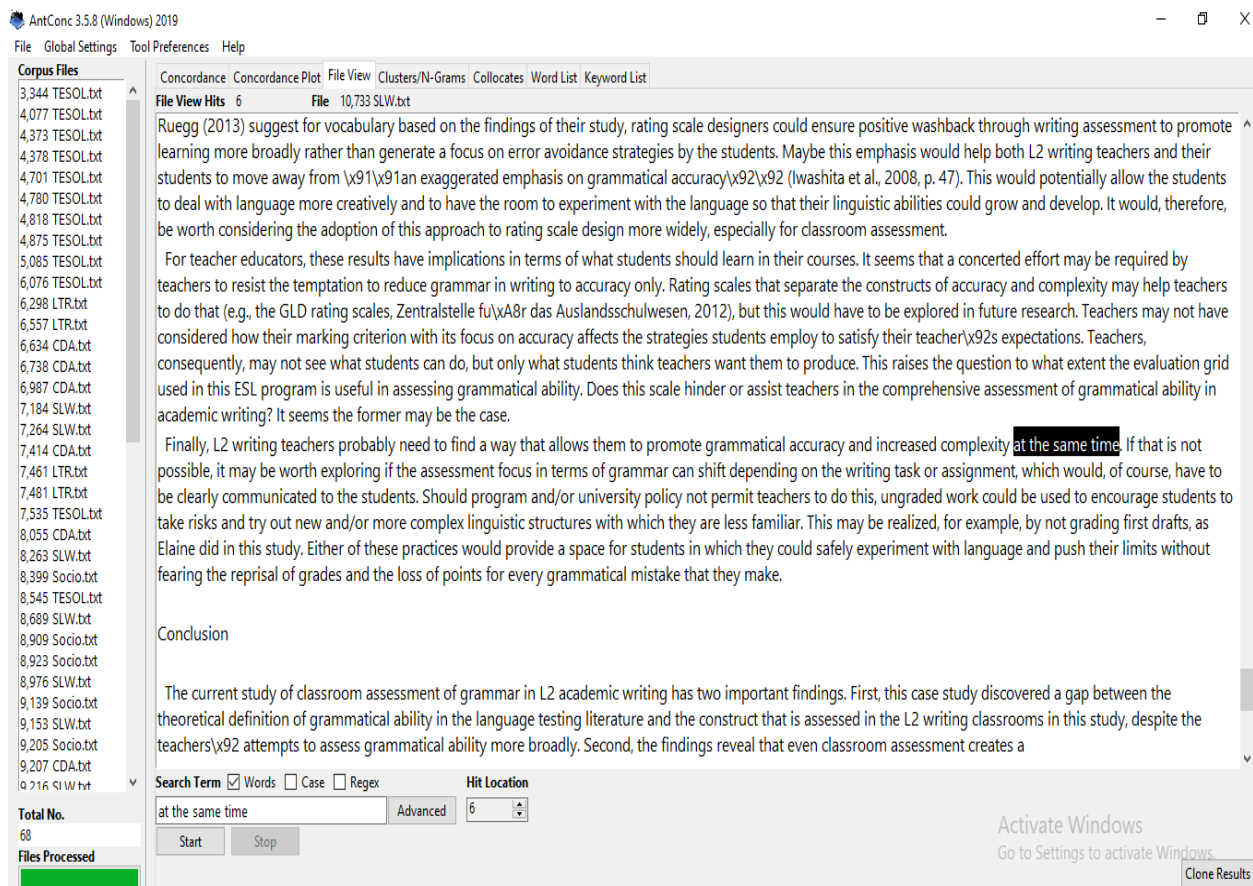 AntConc 3.5.8 (Windows) 2019
File Global Settings Tool Preferences Help
Corpus Files
3,344 TESOL.txt
4,077 TESOL.txt
4,373 TESOL.txt
4,378 TESOL.txt
4,701 TESOL.txt
4,780 TESOL.txt
4,818 TESOL.txt
4,875 TESOL.txt
5,085 TESOL.txt
6,076 TESOL.txt
6,298 LTR.txt
6,557 LTR.txt
6,634 CDA.txt
6,738 CDA.txt
6,987 CDA.txt
7,184 SLW.txt
7,264 SLW.txt
7,414 CDA.txt
7,461 LTR.txt
7,481 LTR.txt
7,535 TESOL.txt
8,055 CDA.txt
8,263 SLW.txt
8,399 Socio.txt
8,545 TESOL.txt
8,689 SLW.txt
8,909 Socio.txt
8,923 Socio.txt
8,976 SLW.txt
9,139 Socio.txt
9,153 SLW.txt
9,205 Socio.txt
9,207 CDA.txt
9,216 SLW.txt
Total No.
68
Files Processed
Concordance Concordance Plot File View Clusters/N-Grams Collocates Word List Keyword List
File View Hits 6 File 10,733 SLW.txt
Ruegg (2013) suggest for vocabulary based on the findings of their study, rating scale designers could ensure positive washback through writing assessment to promote
learning more broadly rather than generate a focus on error avoidance strategies by the students. Maybe this emphasis would help both L2 writing teachers and their
students to move away from \x91\x91an exaggerated emphasis on grammatical accuracy\x92\x92 (Iwashita et al., 2008, p. 47). This would potentially allow the students
to deal with language more creatively and to have the room to experiment with the language so that their linguistic abilities could grow and develop. It would, therefore,
be worth considering the adoption of this approach to rating scale design more widely, especially for classroom assessment.
For teacher educators, these results have implications in terms of what students should learn in their courses. It seems that a concerted effort may be required by
teachers to resist the temptation to reduce grammar in writing to accuracy only. Rating scales that separate the constructs of accuracy and complexity may help teachers
to do that (e.g., the GLD rating scales, Zentralstelle fu\xA8r das Auslandsschulwesen, 2012), but this would have to be explored in future research. Teachers may not have
considered how their marking criterion with its focus on accuracy affects the strategies students employ to satisfy their teacher\x92s expectations. Teachers,
consequently, may not see what students can do, but only what students think teachers want them to produce. This raises the question to what extent the evaluation grid
used in this ESL program is useful in assessing grammatical ability. Does this scale hinder or assist teachers in the comprehensive assessment of grammatical ability in
academic writing? It seems the former may be the case.
Finally, L2 writing teachers probably need to find a way that allows them to promote grammatical accuracy and increased complexity at the same time. If that is not
possible, it may be worth exploring if the assessment focus in terms of grammar can shift depending on the writing task or assignment, which would, of course, have to
be clearly communicated to the students. Should program and/or university policy not permit teachers to do this, ungraded work could be used to encourage students to
take risks and try out new and/or more complex linguistic structures with which they are less familiar. This may be realized, for example, by not grading first drafts, as
Elaine did in this study. Either of these practices would provide a space for students in which they could safely experiment with language and push their limits without
fearing the reprisal of grades and the loss of points for every grammatical mistake that they make.
Conclusion
The current study of classroom assessment of grammar in L2 academic writing has two important findings. First, this case study discovered a gap between the
theoretical definition of grammatical ability in the language testing literature and the construct that is assessed in the L2 writing classrooms in this study, despite the
teachers\x92 attempts to assess grammatical ability more broadly. Second, the findings reveal that even classroom assessment creates a
Search Term Words Case Regex Hit Location
at the same time Advanced 6
Start Stop
Activate Windows
Go to Settings to activate Windows.
Clone Results